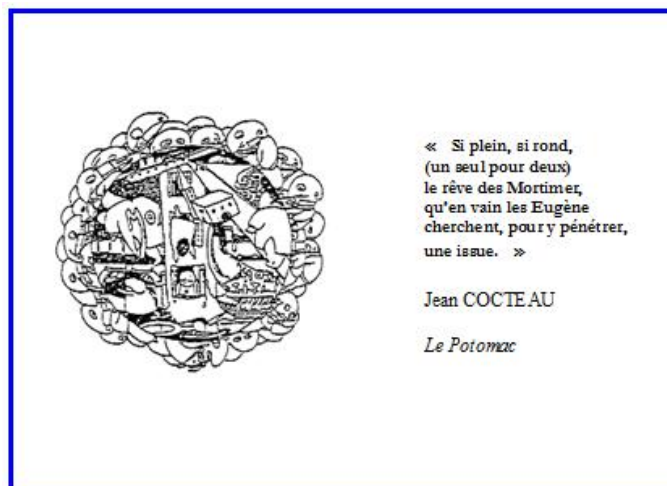 « Si plein, si rond,
(un seul pour deux)
le rêve des Mortimer,
qu'en vain les Eugène
cherchent, pour y pénétrer,
une issue. »
Jean COCTEAU
Le Potomac